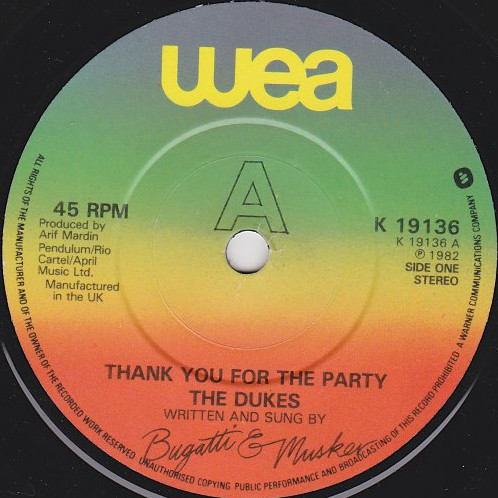 wea
A
45 RPM
Produced by
Arif Mardin
Pendulum/Rio
Cartel/April
Music Ltd.
Manufactured
in the UK
K 19136
K 19136 A
℗ 1982
SIDE ONE
STEREO
THANK YOU FOR THE PARTY
THE DUKES
WRITTEN AND SUNG BY
Bugatti & Musker
ALL RIGHTS OF THE MANUFACTURER AND OF THE OWNER OF THE RECORDED WORK RESERVED. UNAUTHORISED COPYING PUBLIC PERFORMANCE AND BROADCASTING OF THIS RECORD PROHIBITED A WARNER COMMUNICATIONS COMPANY